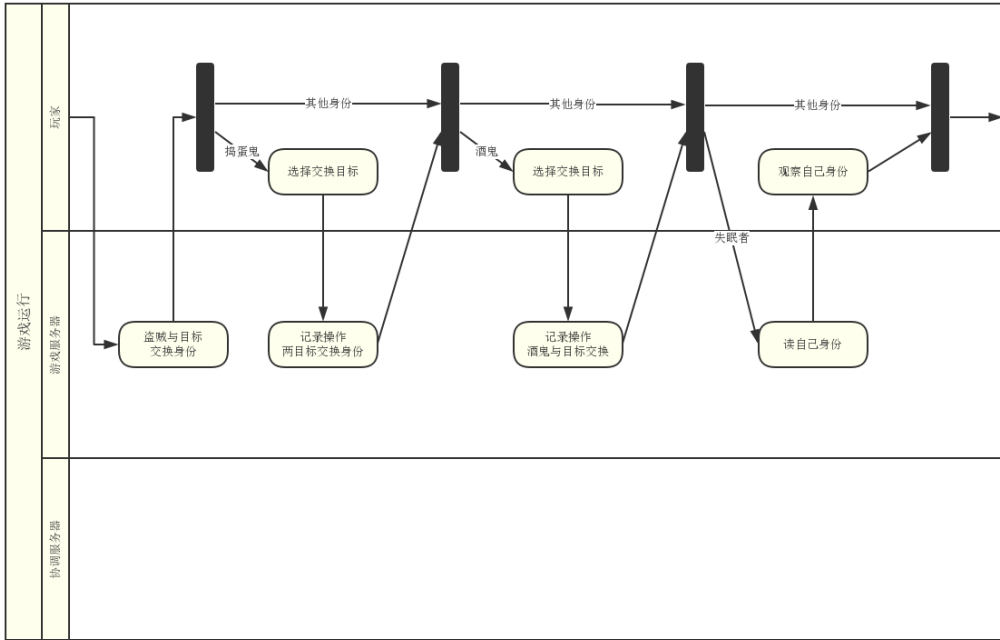 游戏运行
玩家
其他身份
其他身份
其他身份
捣蛋鬼
选择交换目标
酒鬼
选择交换目标
观察自己身份
失眠者
游戏服务器
盗贼与目标
交换身份
记录操作
两目标交换身份
记录操作
酒鬼与目标交换
读自己身份
协调服务器